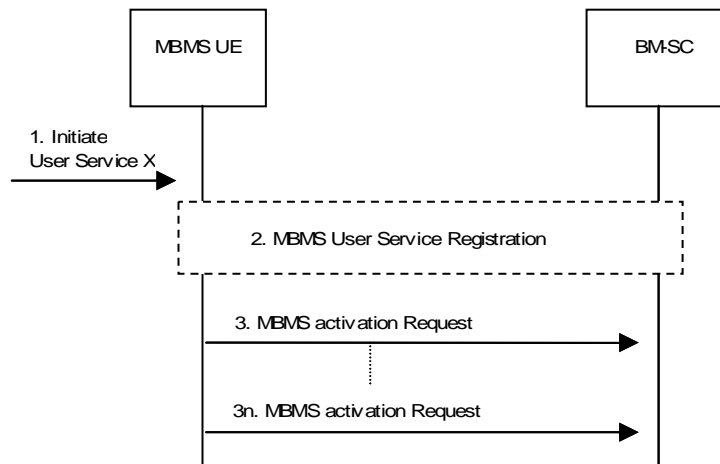 MBMS UE
BM-SC
1. Initiate
User Service X
2. MBMS User Service Registration
3. MBMS activation Request
3n. MBMS activation Request